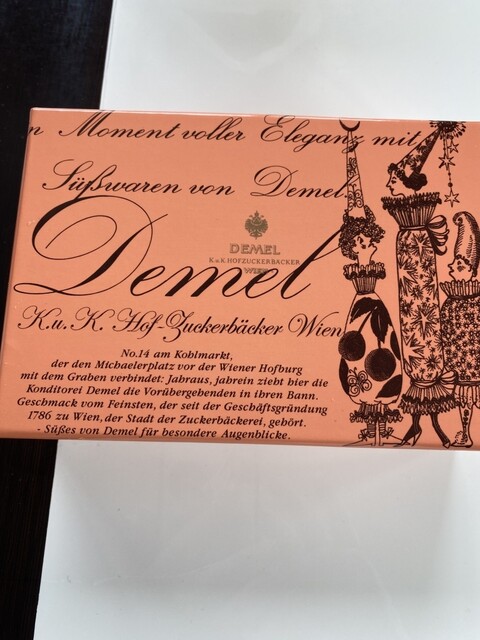 n Moment voller Eleganz mit
Süßwaren von Demel
DEMEL
K.u.K. HOFZUCKERBÄCKER
WIEN
Demel
K.u.K. Hof-Zuckerbäcker Wien
No.14 am Kohlmarkt,
der den Michaelerplatz vor der Wiener Hofburg
mit dem Graben verbindet: Jahraus, jahrein zieht hier die
Konditorei Demel die Vorübergehenden in ihren Bann.
Geschmack vom Feinsten, der seit der Geschäftsgründung
1786 zu Wien, der Stadt der Zuckerbäckerei, gehört.
- Süßes von Demel für besondere Augenblicke.